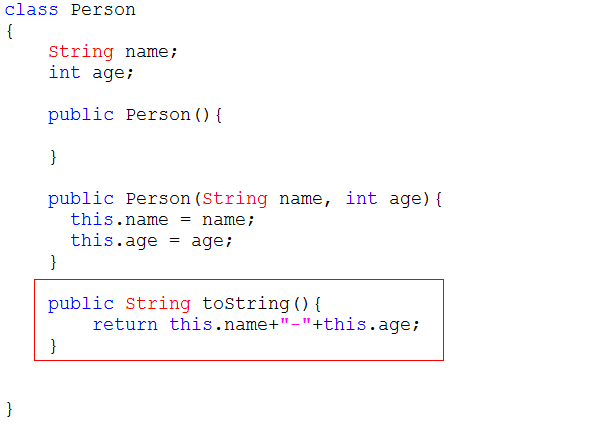 class Person
{
    String name;
    int age;
    public Person(){
    }
    public Person(String name, int age){
      this.name = name;
      this.age = age;
    }
    public String toString(){
        return this.name+"-"+this.age;
    }
}